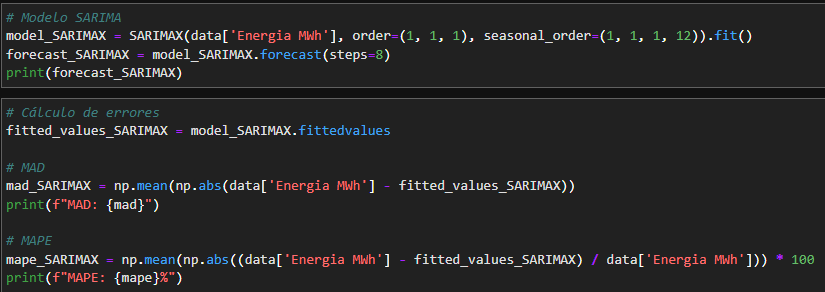 # Modelo SARIMA
model_SARIMAX = SARIMAX(data['Energia MWh'], order=(1, 1, 1), seasonal_order=(1, 1, 1, 12)).fit()
forecast_SARIMAX = model_SARIMAX.forecast(steps=8)
print(forecast_SARIMAX)
# Cálculo de errores
fitted_values_SARIMAX = model_SARIMAX.fittedvalues
# MAD
mad_SARIMAX = np.mean(np.abs(data['Energia MWh'] - fitted_values_SARIMAX))
print(f"MAD: {mad}")
# MAPE
mape_SARIMAX = np.mean(np.abs((data['Energia MWh'] - fitted_values_SARIMAX) / data['Energia MWh'])) * 100
print(f"MAPE: {mape}%")